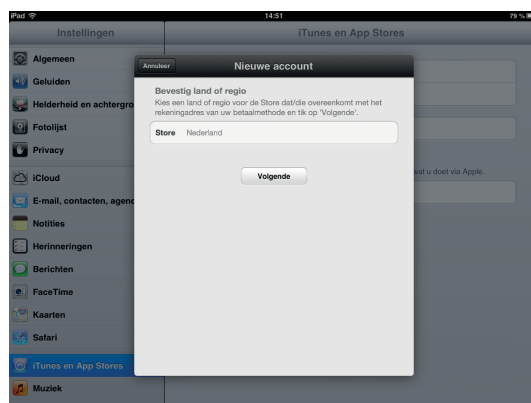 iPad
14:51
79 %
Instellingen
iTunes en App Stores
Algemeen
Geluiden
Helderheid en achtergro
Fotolijst
Privacy
iCloud
E-mail, contacten, agend
Notities
Herinneringen
Berichten
FaceTime
Kaarten
Safari
iTunes en App Stores
Muziek
Annuleer
Nieuwe account
Bevestig land of regio
Kies een land of regio voor de Store dat/die overeenkomt met het
rekeningadres van uw betaalmethode en tik op 'Volgende'.
Store Nederland
Volgende
wat u doet via Apple.